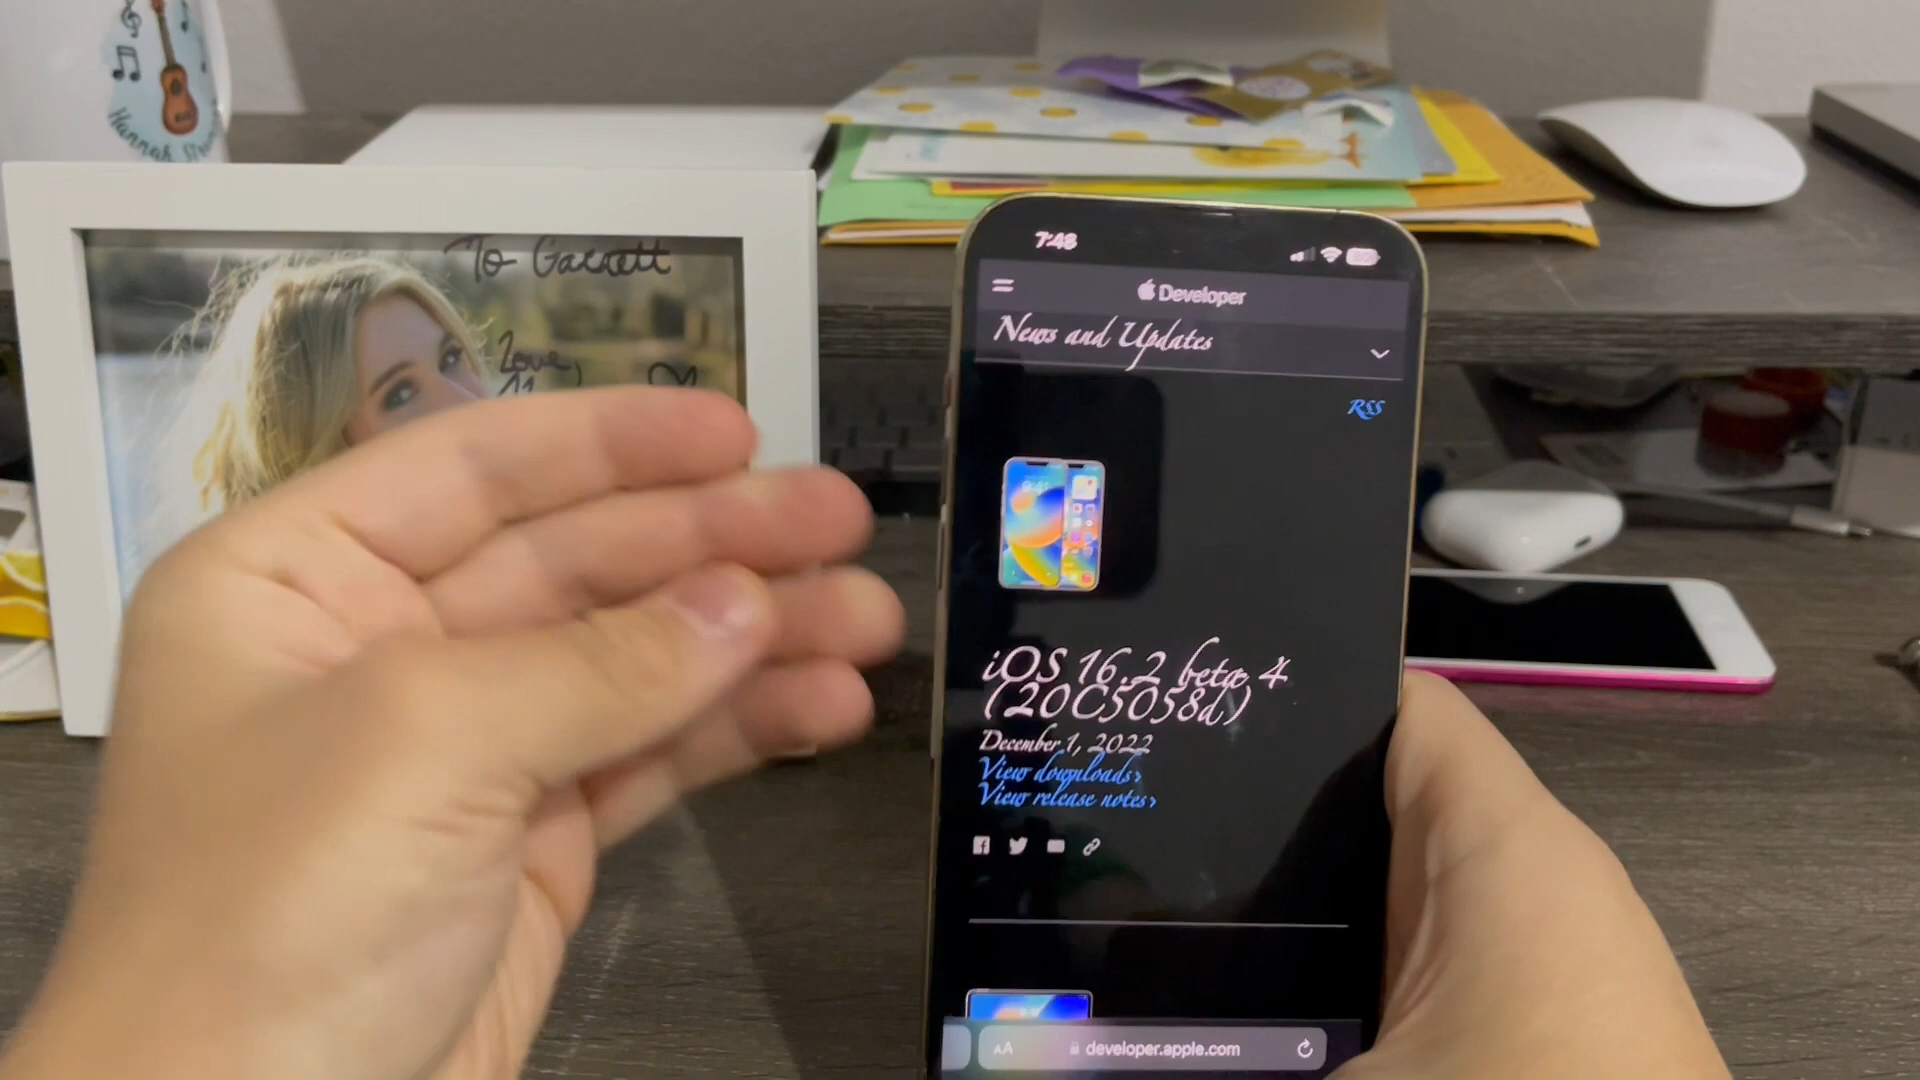 Hannah
To Garrett
Love,
7:48
Developer
News and Updates
RSS
iOS 16.2 beta 4
(20C5058d)
December 1, 2022
View downloads›
View release notes›
AA developer.apple.com